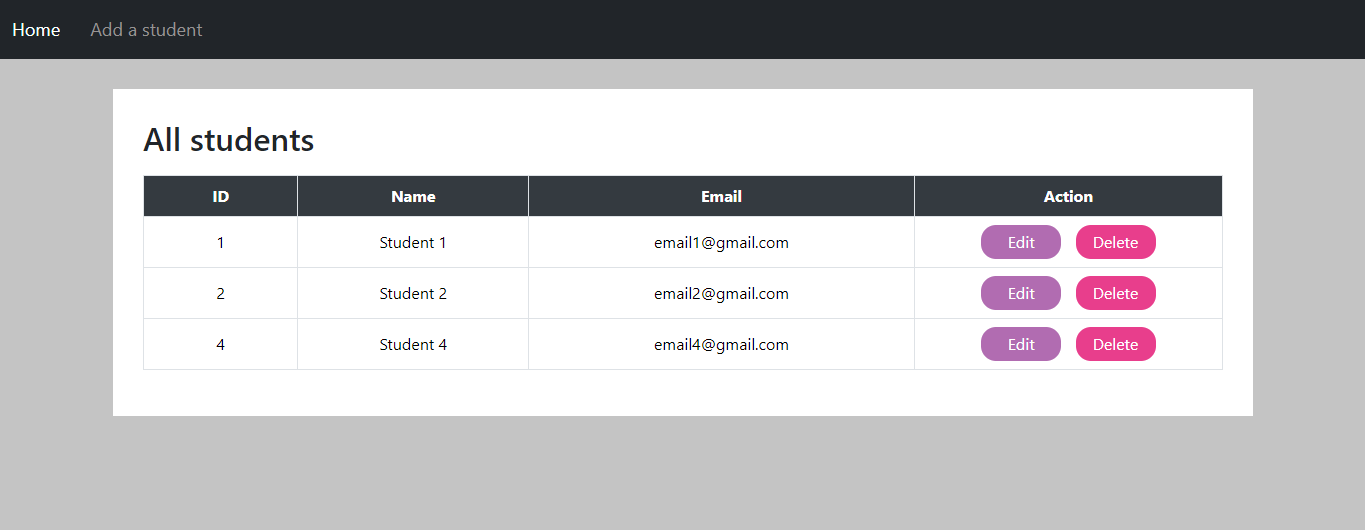 Home Add a student
All students
ID Name Email Action
1 Student 1 email1@gmail.com Edit Delete
2 Student 2 email2@gmail.com Edit Delete
4 Student 4 email4@gmail.com Edit Delete